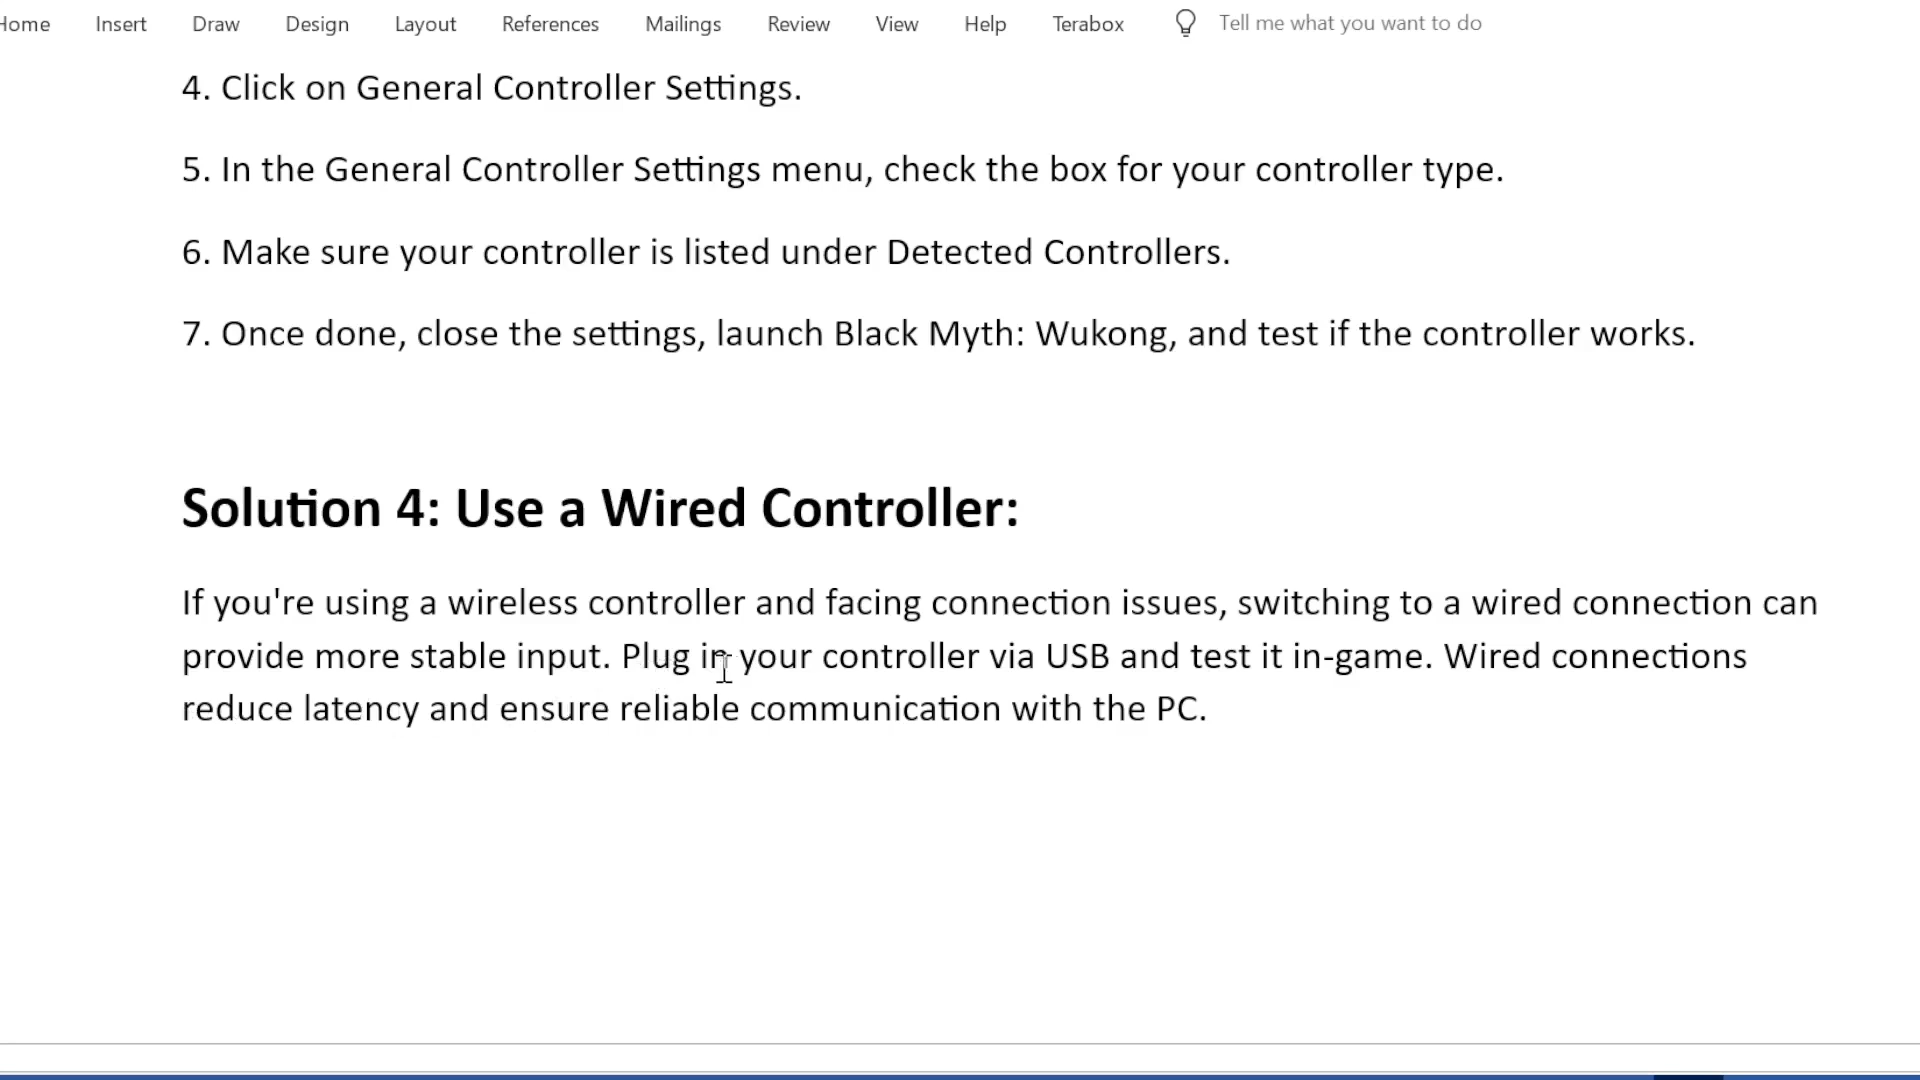 Home Insert Draw Design Layout References Mailings Review View Help Terabox Tell me what you want to do
4. Click on General Controller Settings.
5. In the General Controller Settings menu, check the box for your controller type.
6. Make sure your controller is listed under Detected Controllers.
7. Once done, close the settings, launch Black Myth: Wukong, and test if the controller works.
Solution 4: Use a Wired Controller:
If you're using a wireless controller and facing connection issues, switching to a wired connection can
provide more stable input. Plug in your controller via USB and test it in-game. Wired connections
reduce latency and ensure reliable communication with the PC.